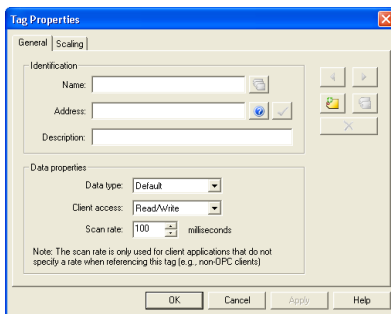 Tag Properties
General Scaling
Identification
Name:
Address:
Description:
Data properties
Data type: Default
Client access: Read/Write
Scan rate: 100 milliseconds
Note: The scan rate is only used for client applications that do not
specify a rate when referencing this tag (e.g., non-OPC clients)
OK Cancel Apply Help